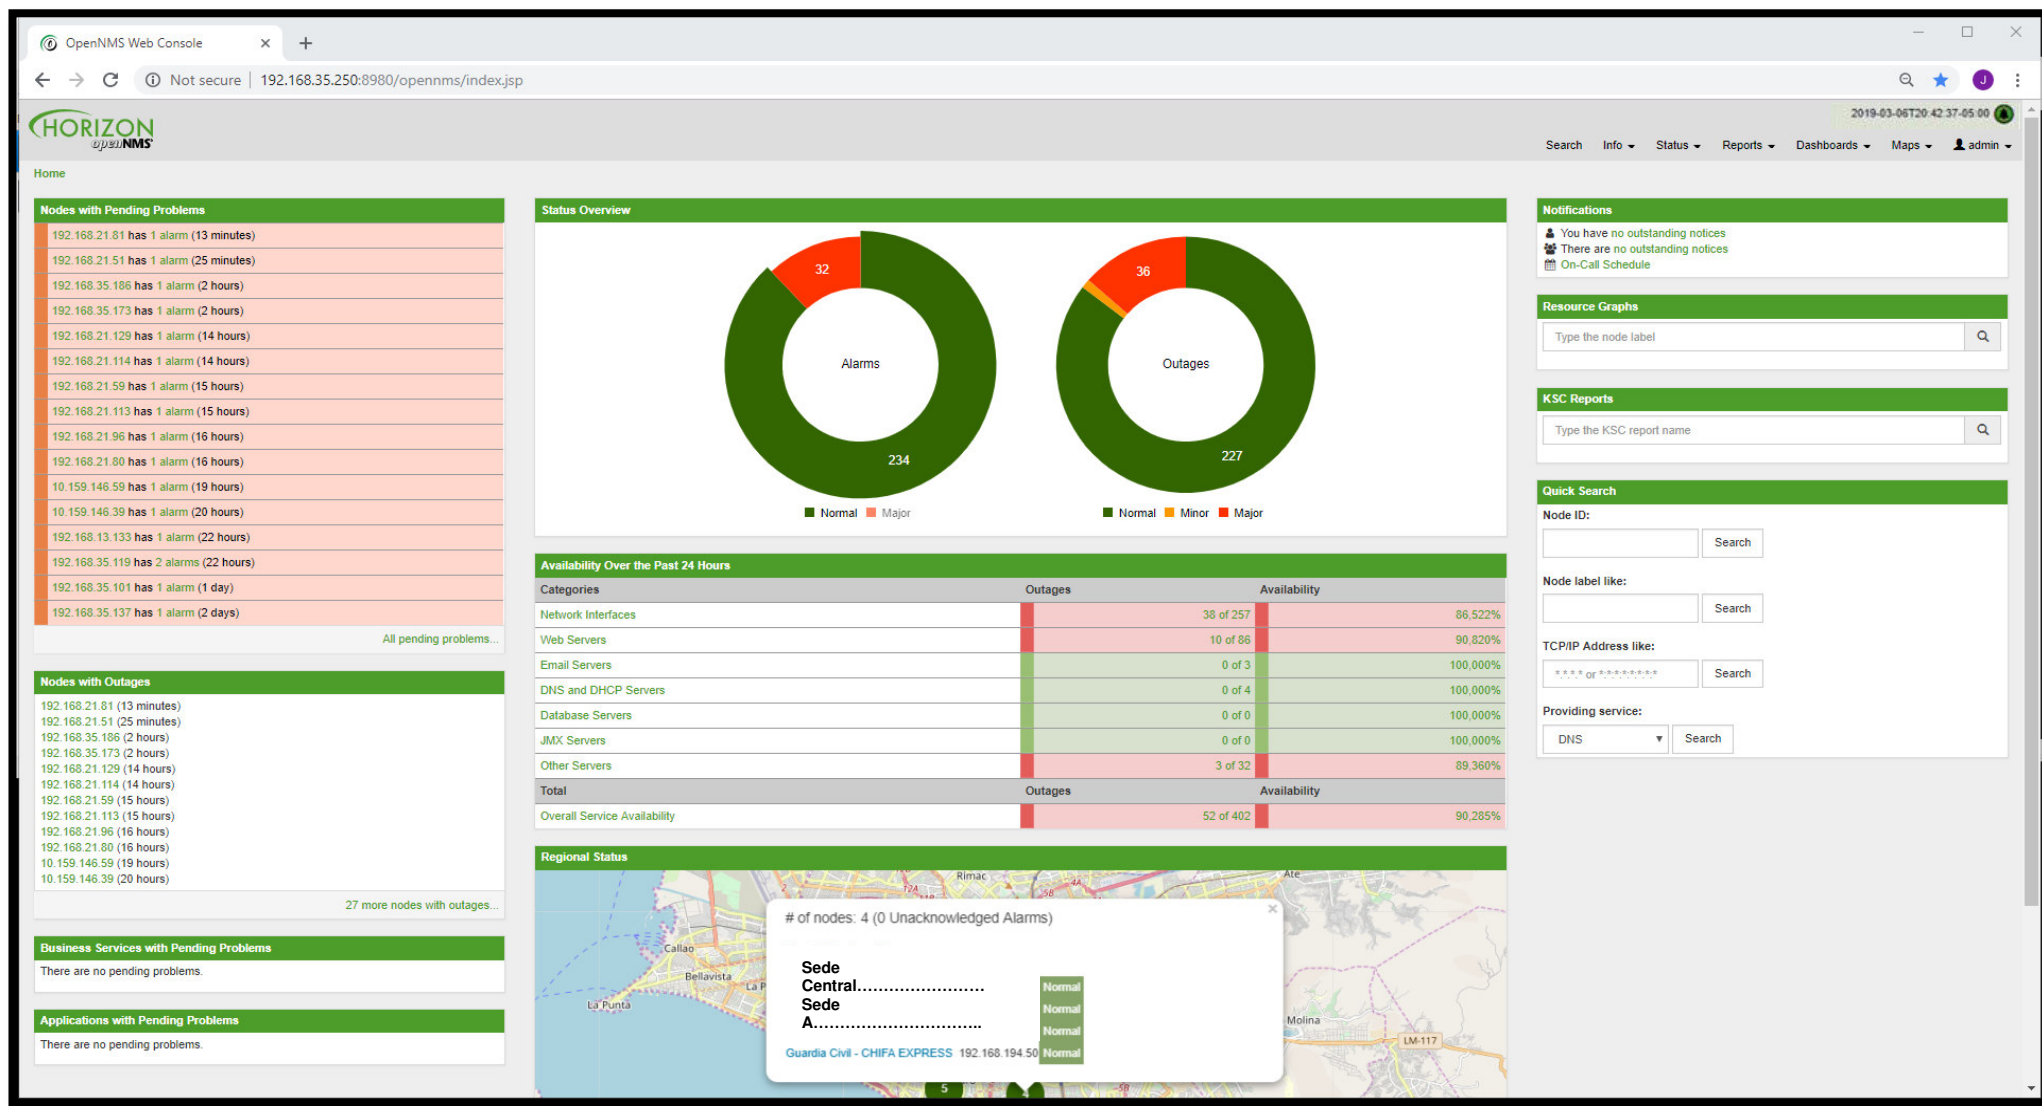 OpenNMS Web Console
Not secure | 192.168.35.250:8980/opennms/index.jsp
J
HORIZON
openNMS
2019-03-06T20:42:37-05:00
Search Info Status Reports Dashboards Maps admin
Home
Nodes with Pending Problems
192.168.21.81 has 1 alarm (13 minutes)
192.168.21.51 has 1 alarm (25 minutes)
192.168.35.186 has 1 alarm (2 hours)
192.168.35.173 has 1 alarm (2 hours)
192.168.21.129 has 1 alarm (14 hours)
192.168.21.114 has 1 alarm (14 hours)
192.168.21.59 has 1 alarm (15 hours)
192.168.21.113 has 1 alarm (15 hours)
192.168.21.96 has 1 alarm (16 hours)
192.168.21.80 has 1 alarm (16 hours)
10.159.146.59 has 1 alarm (19 hours)
10.159.146.39 has 1 alarm (20 hours)
192.168.13.133 has 1 alarm (22 hours)
192.168.35.119 has 2 alarms (22 hours)
192.168.35.101 has 1 alarm (1 day)
192.168.35.137 has 1 alarm (2 days)
All pending problems...
Nodes with Outages
192.168.21.81 (13 minutes)
192.168.21.51 (25 minutes)
192.168.35.186 (2 hours)
192.168.35.173 (2 hours)
192.168.21.129 (14 hours)
192.168.21.114 (14 hours)
192.168.21.59 (15 hours)
192.168.21.113 (15 hours)
192.168.21.96 (16 hours)
192.168.21.80 (16 hours)
10.159.146.59 (19 hours)
10.159.146.39 (20 hours)
27 more nodes with outages...
Business Services with Pending Problems
There are no pending problems.
Applications with Pending Problems
There are no pending problems.
Status Overview
32
Alarms
234
Normal Major
36
Outages
227
Normal Minor Major
Availability Over the Past 24 Hours
Categories Outages Availability
Network Interfaces 38 of 257 86,522%
Web Servers 10 of 86 90,820%
Email Servers 0 of 3 100,000%
DNS and DHCP Servers 0 of 4 100,000%
Database Servers 0 of 0 100,000%
JMX Servers 0 of 0 100,000%
Other Servers 3 of 32 89,360%
Total Outages Availability
Overall Service Availability 52 of 402 90,285%
Regional Status
Rimac
Ate
12A
5B
4A
# of nodes: 4 (0 Unacknowledged Alarms)
Callao
Bellavista
La P
La Punta
Sede
Central........................ Normal
Sede Normal
A................................ Normal
Guardia Civil - CHIFA EXPRESS 192.168.194.50 Normal
Molina
LM-117
5
5B
Notifications
You have no outstanding notices
There are no outstanding notices
On-Call Schedule
Resource Graphs
Type the node label
KSC Reports
Type the KSC report name
Quick Search
Node ID:
Search
Node label like:
Search
TCP/IP Address like:
*.*.*.* or *:*:*:*:*:*:*:* Search
Providing service:
DNS Search